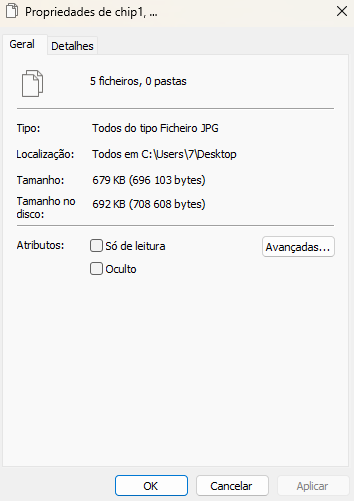 Propriedades de chip1, ...
Geral
Detalhes
5 ficheiros, 0 pastas
Tipo: Todos do tipo Ficheiro JPG
Localização: Todos em C:\Users\7\Desktop
Tamanho: 679 KB (696 103 bytes)
Tamanho no disco: 692 KB (708 608 bytes)
Atributos: Só de leitura
Avançadas...
Oculto
OK
Cancelar
Aplicar